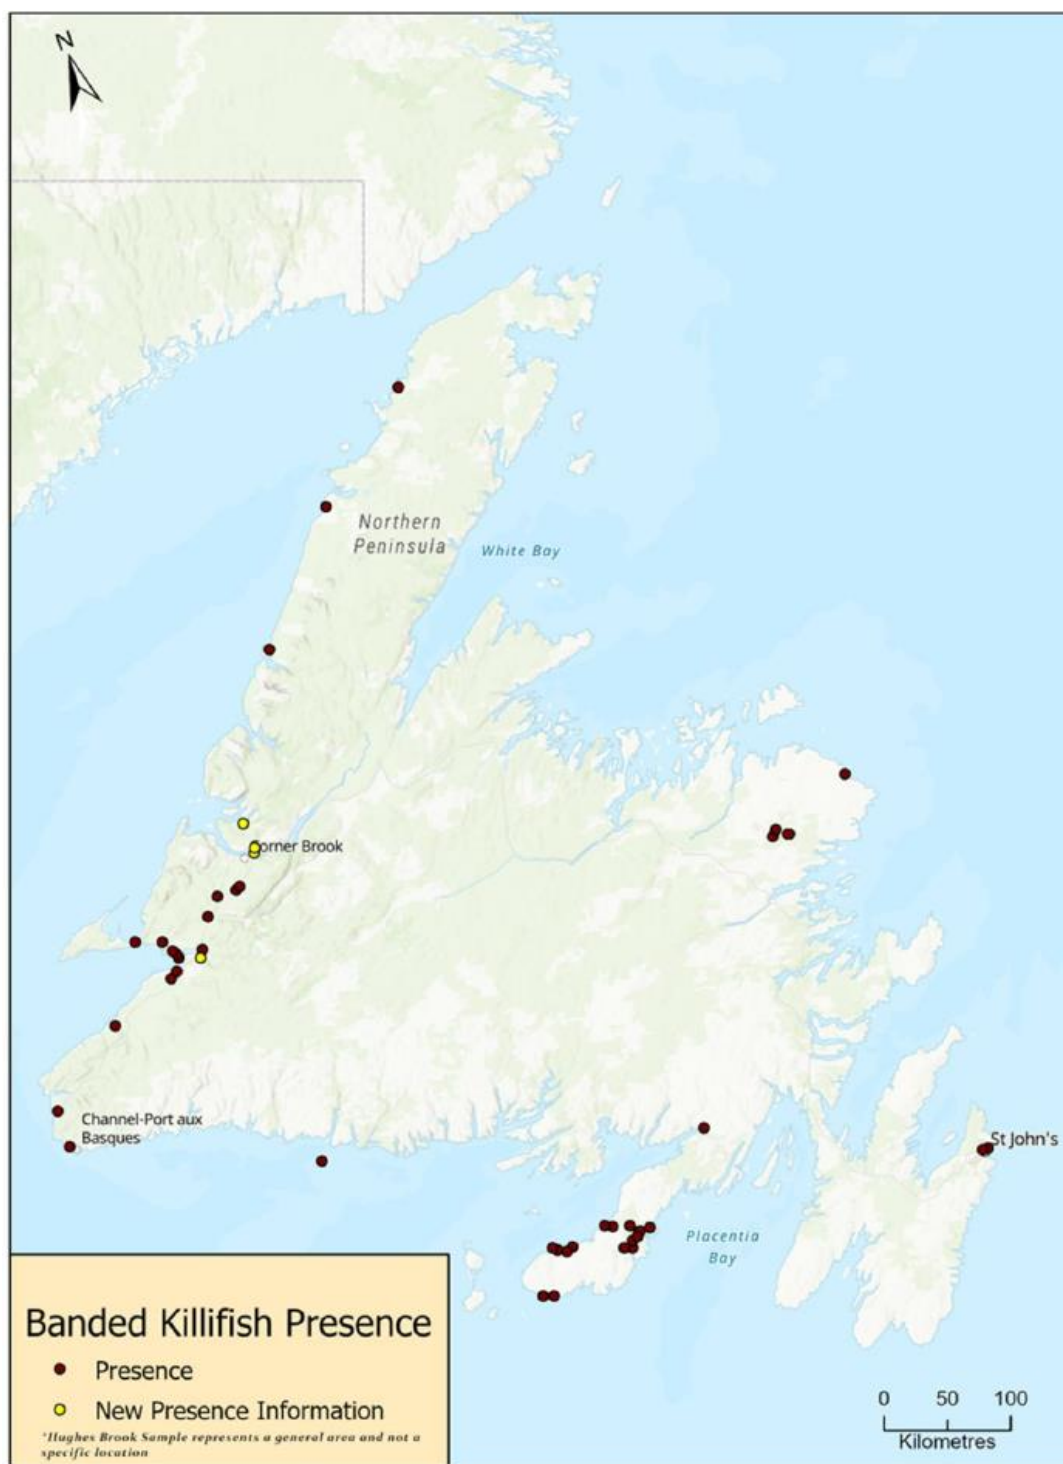 N
Northern
Peninsula
White Bay
Corner Brook
Channel-Port aux
Basques
St John's
Placentia
Bay
Banded Killifish Presence
Presence
New Presence Information
*Hughes Brook Sample represents a general area and not a
specific location
0 50 100
Kilometres